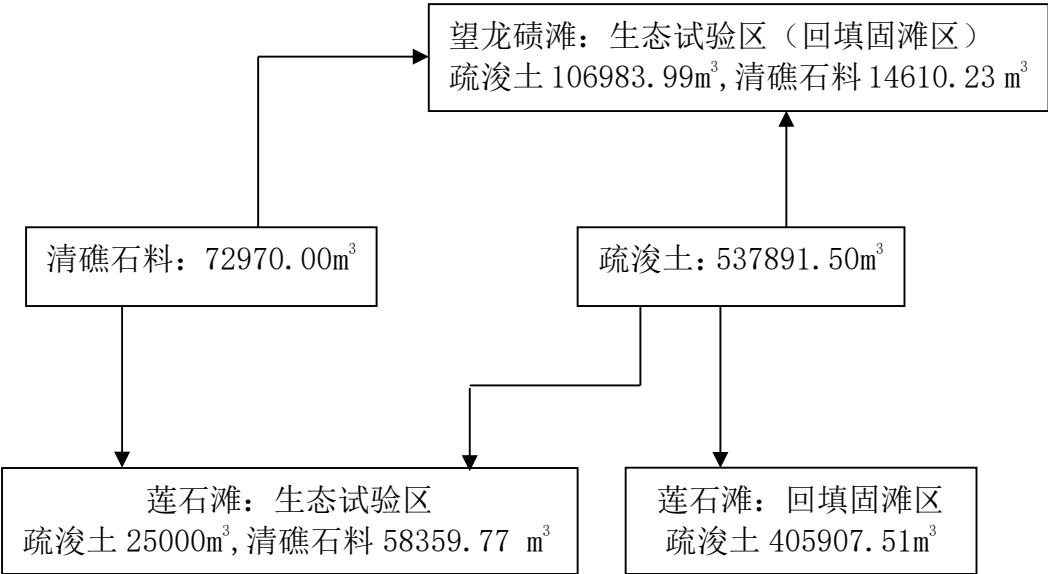 望龙碛滩：生态试验区（回填固滩区）
疏浚土106983.99m³,清礁石料14610.23 m³
清礁石料：72970.00m³
疏浚土：537891.50m³
莲石滩：生态试验区
疏浚土25000m³,清礁石料58359.77 m³
莲石滩：回填固滩区
疏浚土405907.51m³